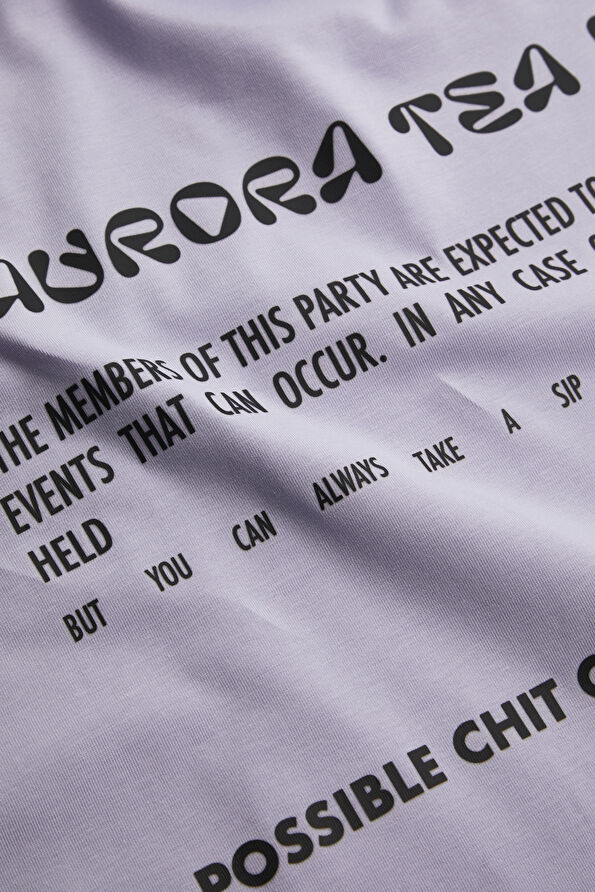 AURORA TEA
THE MEMBERS OF THIS PARTY ARE EXPECTED TO
EVENTS THAT CAN OCCUR. IN ANY CASE
HELD
BUT YOU CAN ALWAYS TAKE A SIP
POSSIBLE CHIT